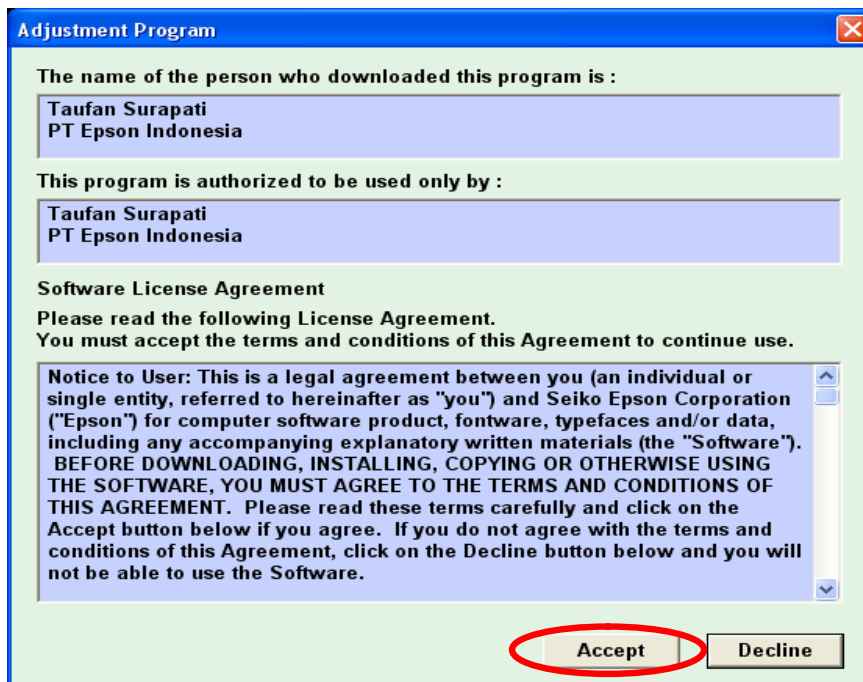 Adjustment Program
The name of the person who downloaded this program is :
Taufan Surapati
PT Epson Indonesia
This program is authorized to be used only by :
Taufan Surapati
PT Epson Indonesia
Software License Agreement
Please read the following License Agreement.
You must accept the terms and conditions of this Agreement to continue use.
Notice to User: This is a legal agreement between you (an individual or
single entity, referred to hereinafter as "you") and Seiko Epson Corporation
("Epson") for computer software product, fontware, typefaces and/or data,
including any accompanying explanatory written materials (the "Software").
BEFORE DOWNLOADING, INSTALLING, COPYING OR OTHERWISE USING
THE SOFTWARE, YOU MUST AGREE TO THE TERMS AND CONDITIONS OF
THIS AGREEMENT.  Please read these terms carefully and click on the
Accept button below if you agree.  If you do not agree with the terms and
conditions of this Agreement, click on the Decline button below and you will
not be able to use the Software.
Accept
Decline